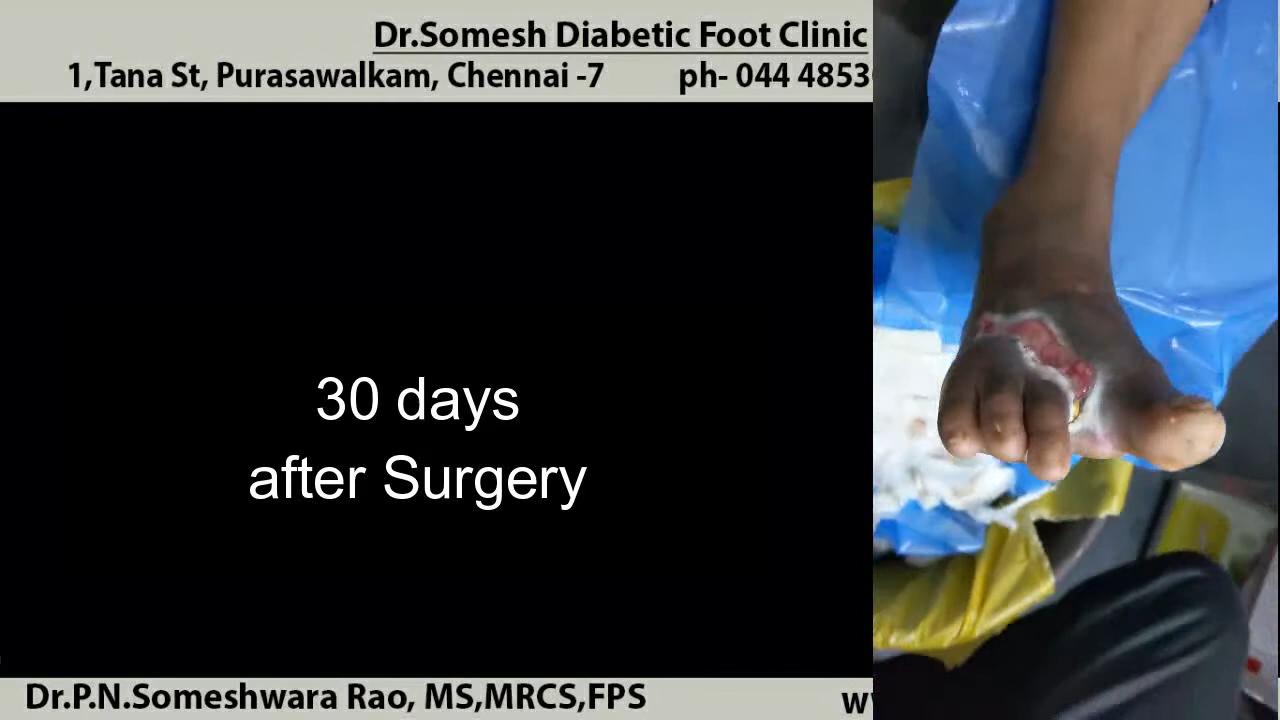 Dr.Somesh Diabetic Foot Clinic
1,Tana St, Purasawalkam, Chennai -7 ph- 044 4853
30 days
after Surgery
Dr.P.N.Someshwara Rao, MS,MRCS,FPS